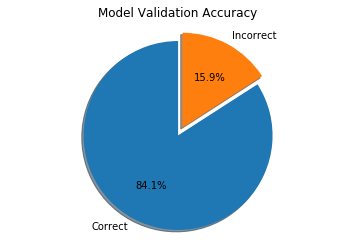 Model Validation Accuracy
Incorrect
15.9%
84.1%
Correct